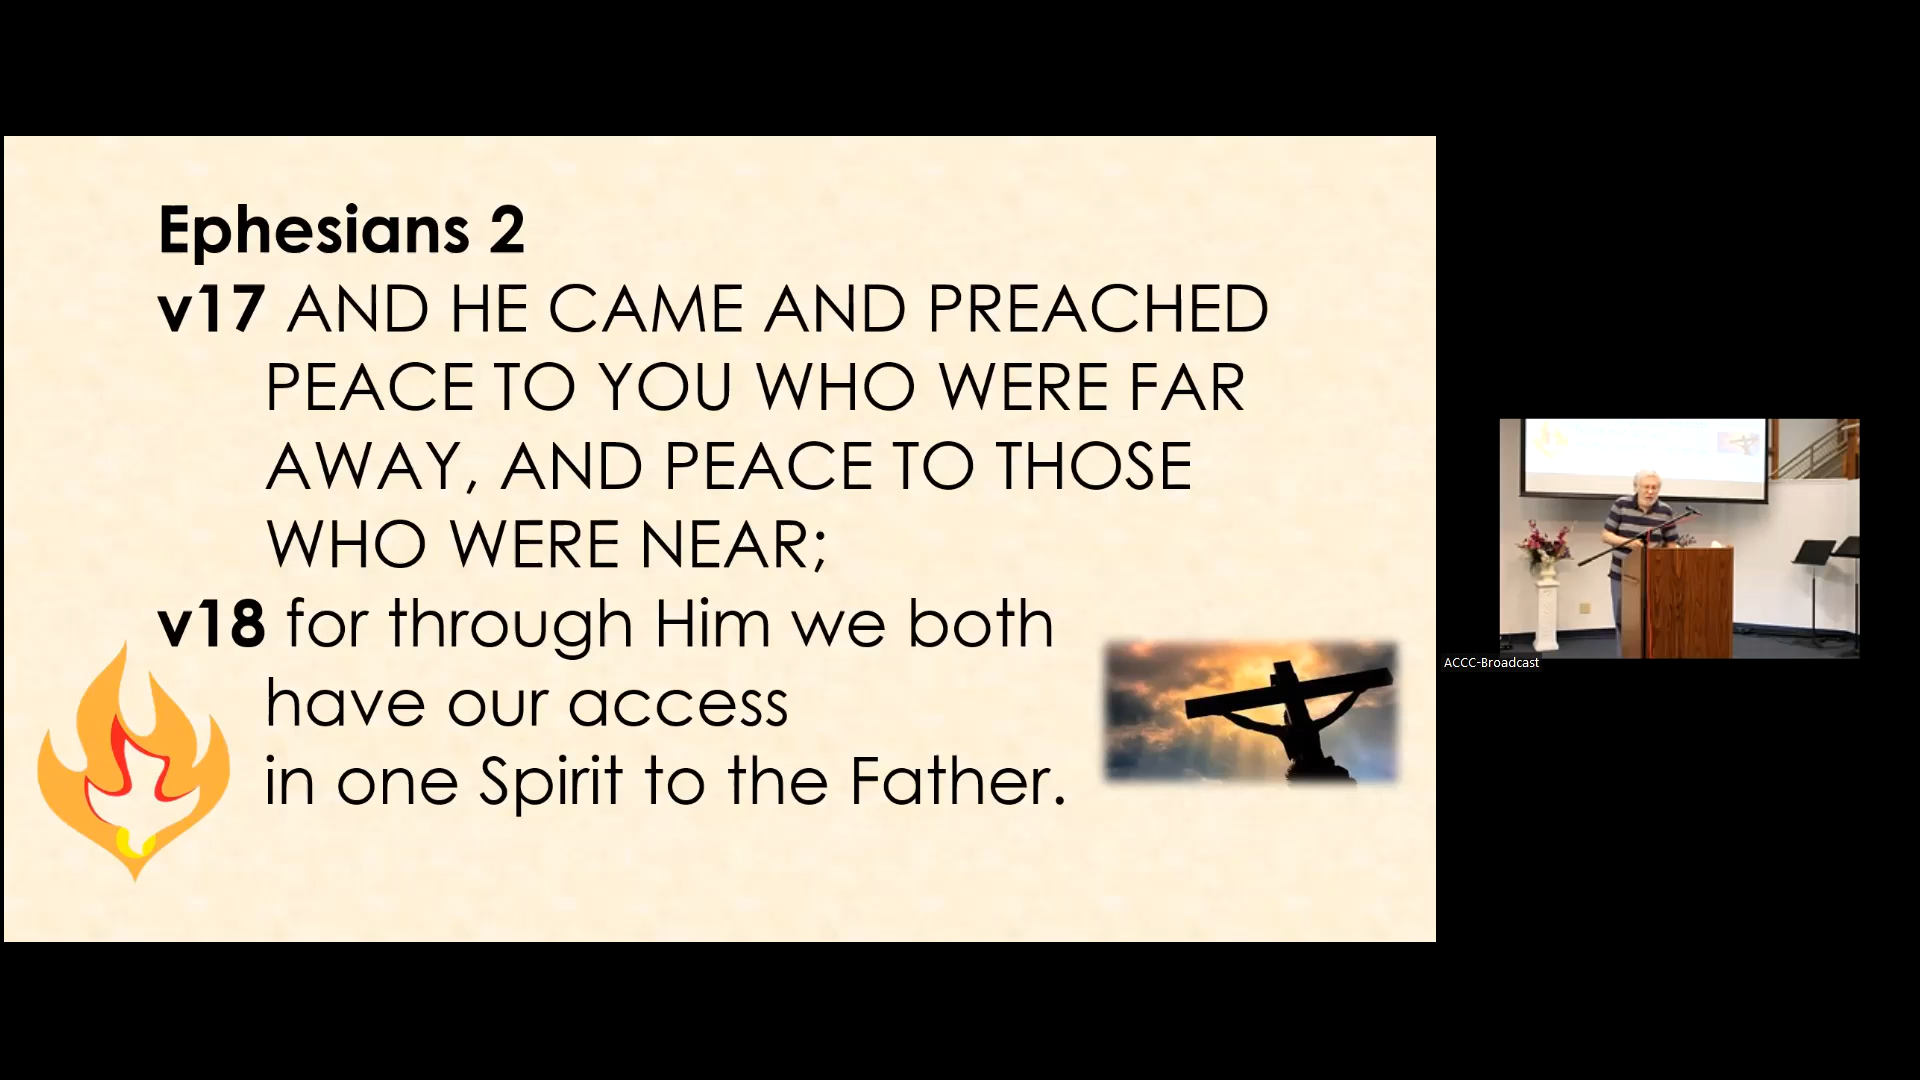 Ephesians 2
v17 AND HE CAME AND PREACHED
PEACE TO YOU WHO WERE FAR
AWAY, AND PEACE TO THOSE
WHO WERE NEAR;
v18 for through Him we both
have our access
in one Spirit to the Father.
ACCC-Broadcast